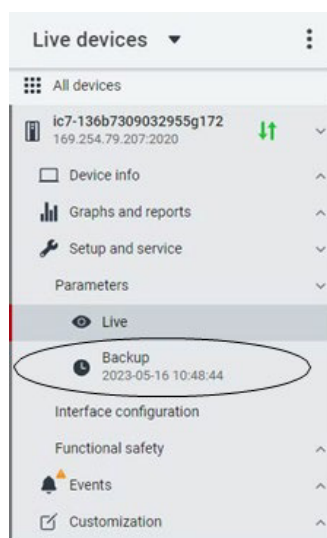 Live devices
All devices
ic7-136b7309032955g172
169.254.79.207:2020
Device info
Graphs and reports
Setup and service
Parameters
Live
Backup
2023-05-16 10:48:44
Interface configuration
Functional safety
Events
Customization